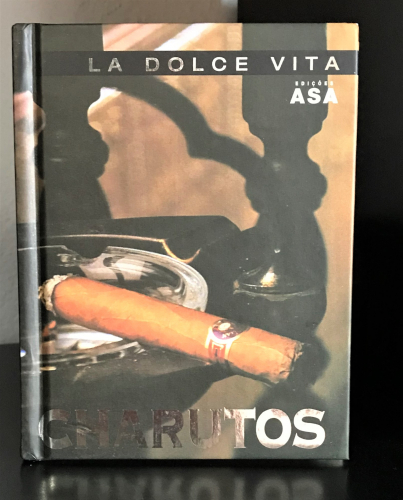 LA DOLCE VITA
EDIÇÕES
ASA
CHARUTOS